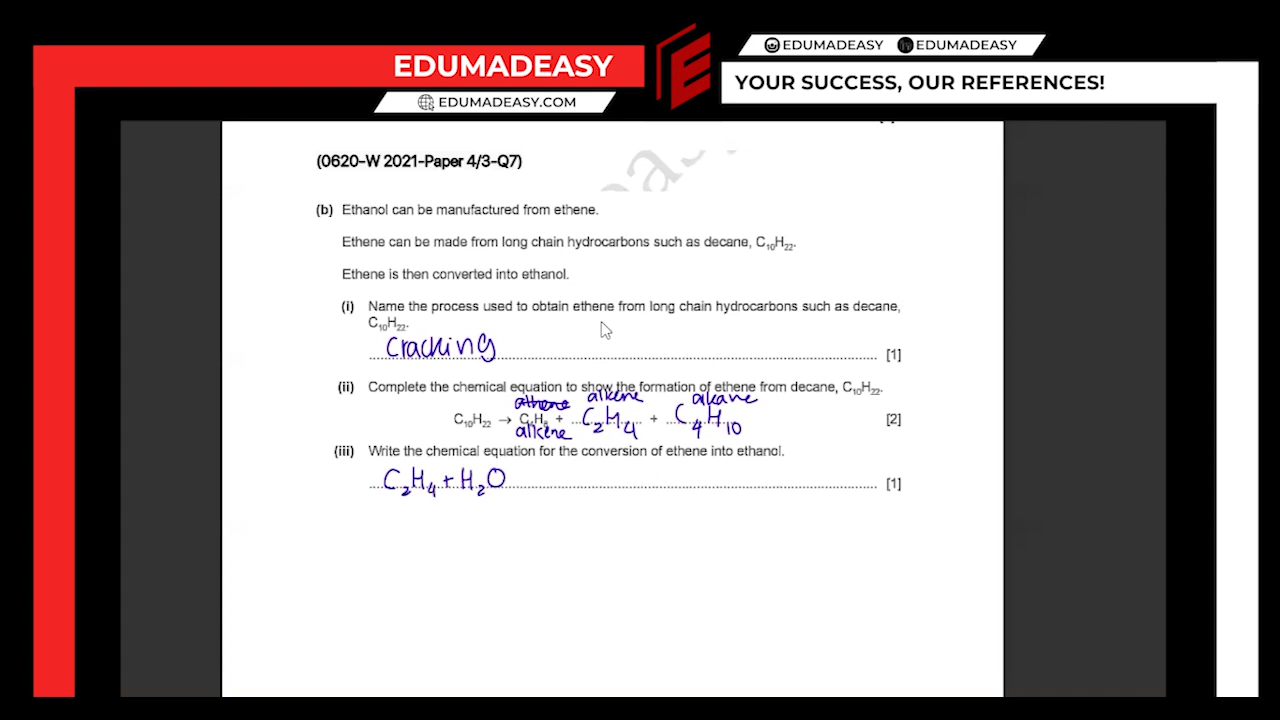 EDUMADEASY
EDUMADEASY.COM
EDUMADEASY EDUMADEASY
YOUR SUCCESS, OUR REFERENCES!
(0620-W 2021-Paper 4/3-Q7)
(b) Ethanol can be manufactured from ethene.
Ethene can be made from long chain hydrocarbons such as decane, C₁₀H₂₂.
Ethene is then converted into ethanol.
(i) Name the process used to obtain ethene from long chain hydrocarbons such as decane,
C₁₀H₂₂.
Cracking [1]
(ii) Complete the chemical equation to show the formation of ethene from decane, C₁₀H₂₂.
alkene alkane
C₁₀H₂₂ → + C₂H₄ + C₄H₁₀ [2]
alkene
(iii) Write the chemical equation for the conversion of ethene into ethanol.
C₂H₄ + H₂O [1]